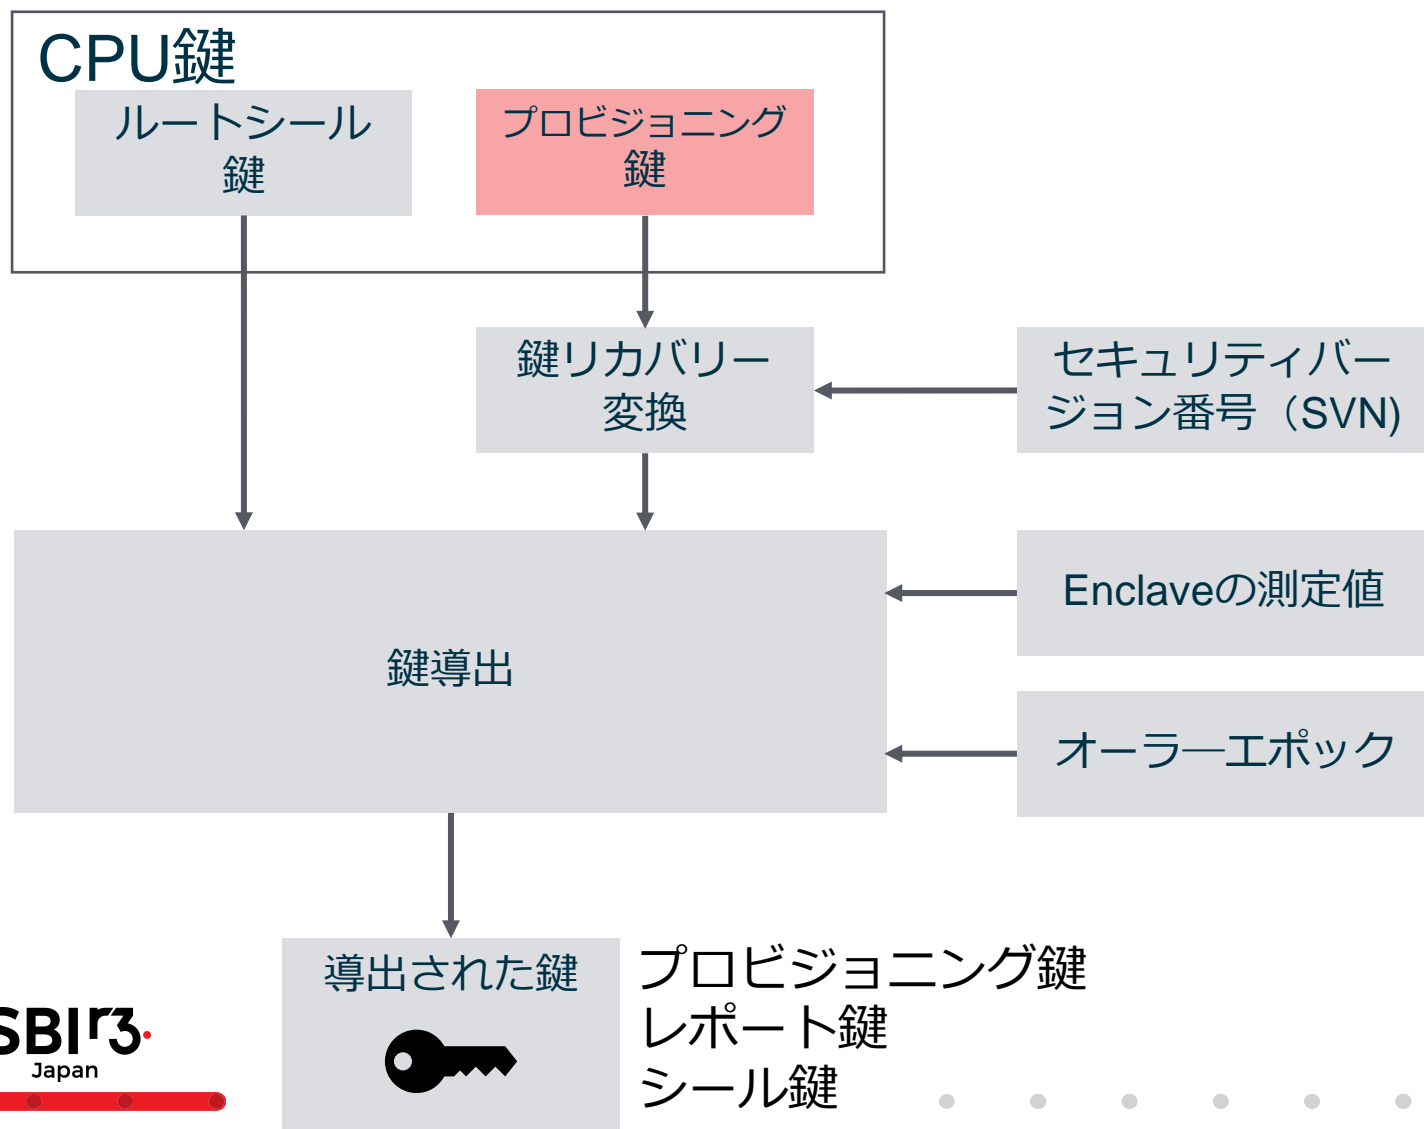 CPU鍵
ルートシール
鍵
プロビジョニング
鍵
鍵リカバリー
変換
セキュリティバー
ジョン番号（SVN)
Enclaveの測定値
鍵導出
オーラ―エポック
導出された鍵
プロビジョニング鍵
レポート鍵
シール鍵
SBI r3.
Japan